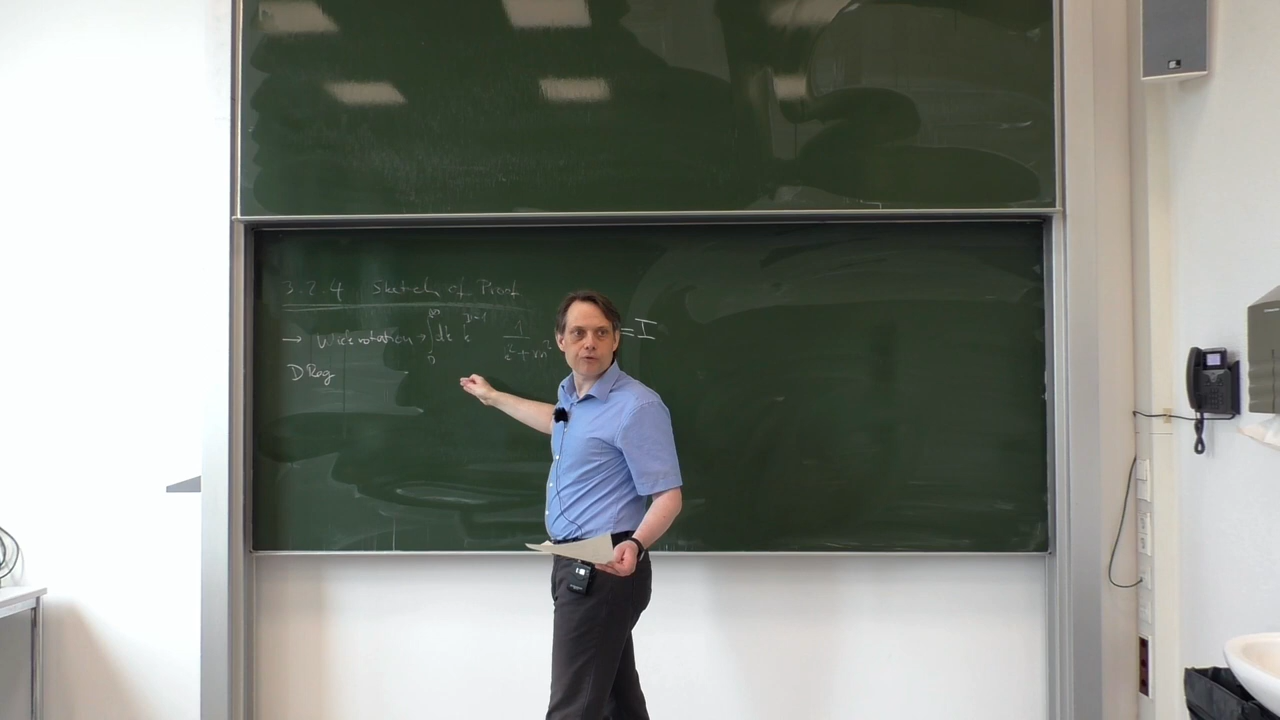 3.2.4 Sketch of Proof
→ Wick rotation → ∫₀^∞ dk k^{D-1} 1/(k²+m²) = I
DReg